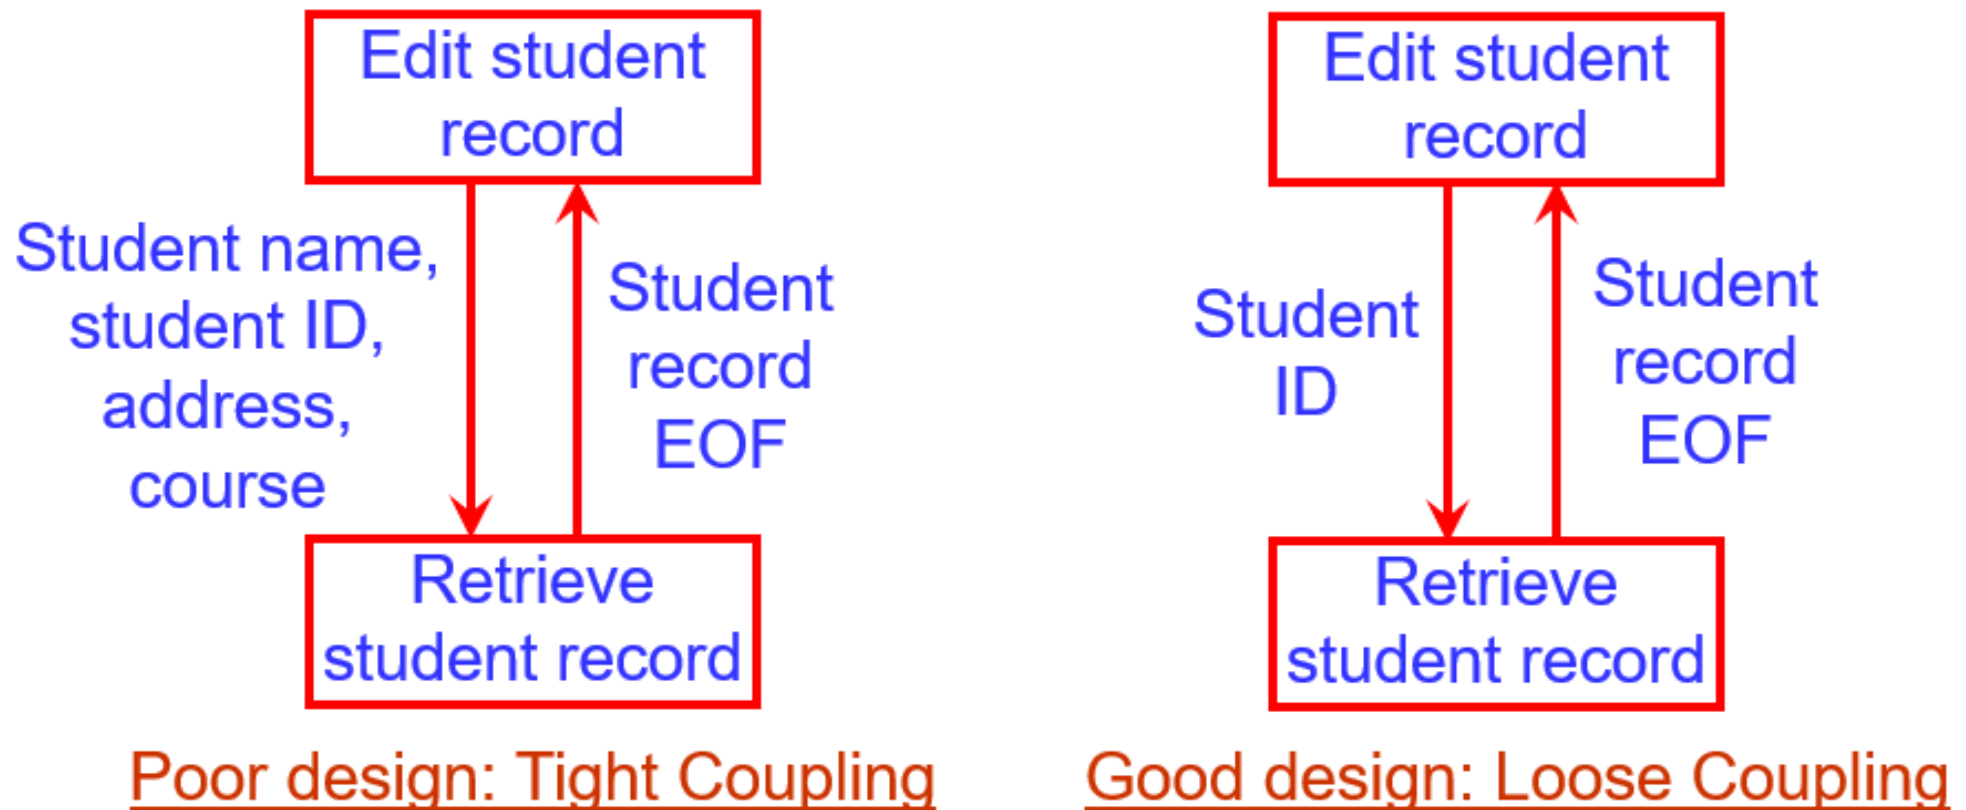 Edit student
record
Student name,
student ID,
address,
course
Student
record
EOF
Retrieve
student record
Poor design: Tight Coupling
Edit student
record
Student
ID
Student
record
EOF
Retrieve
student record
Good design: Loose Coupling